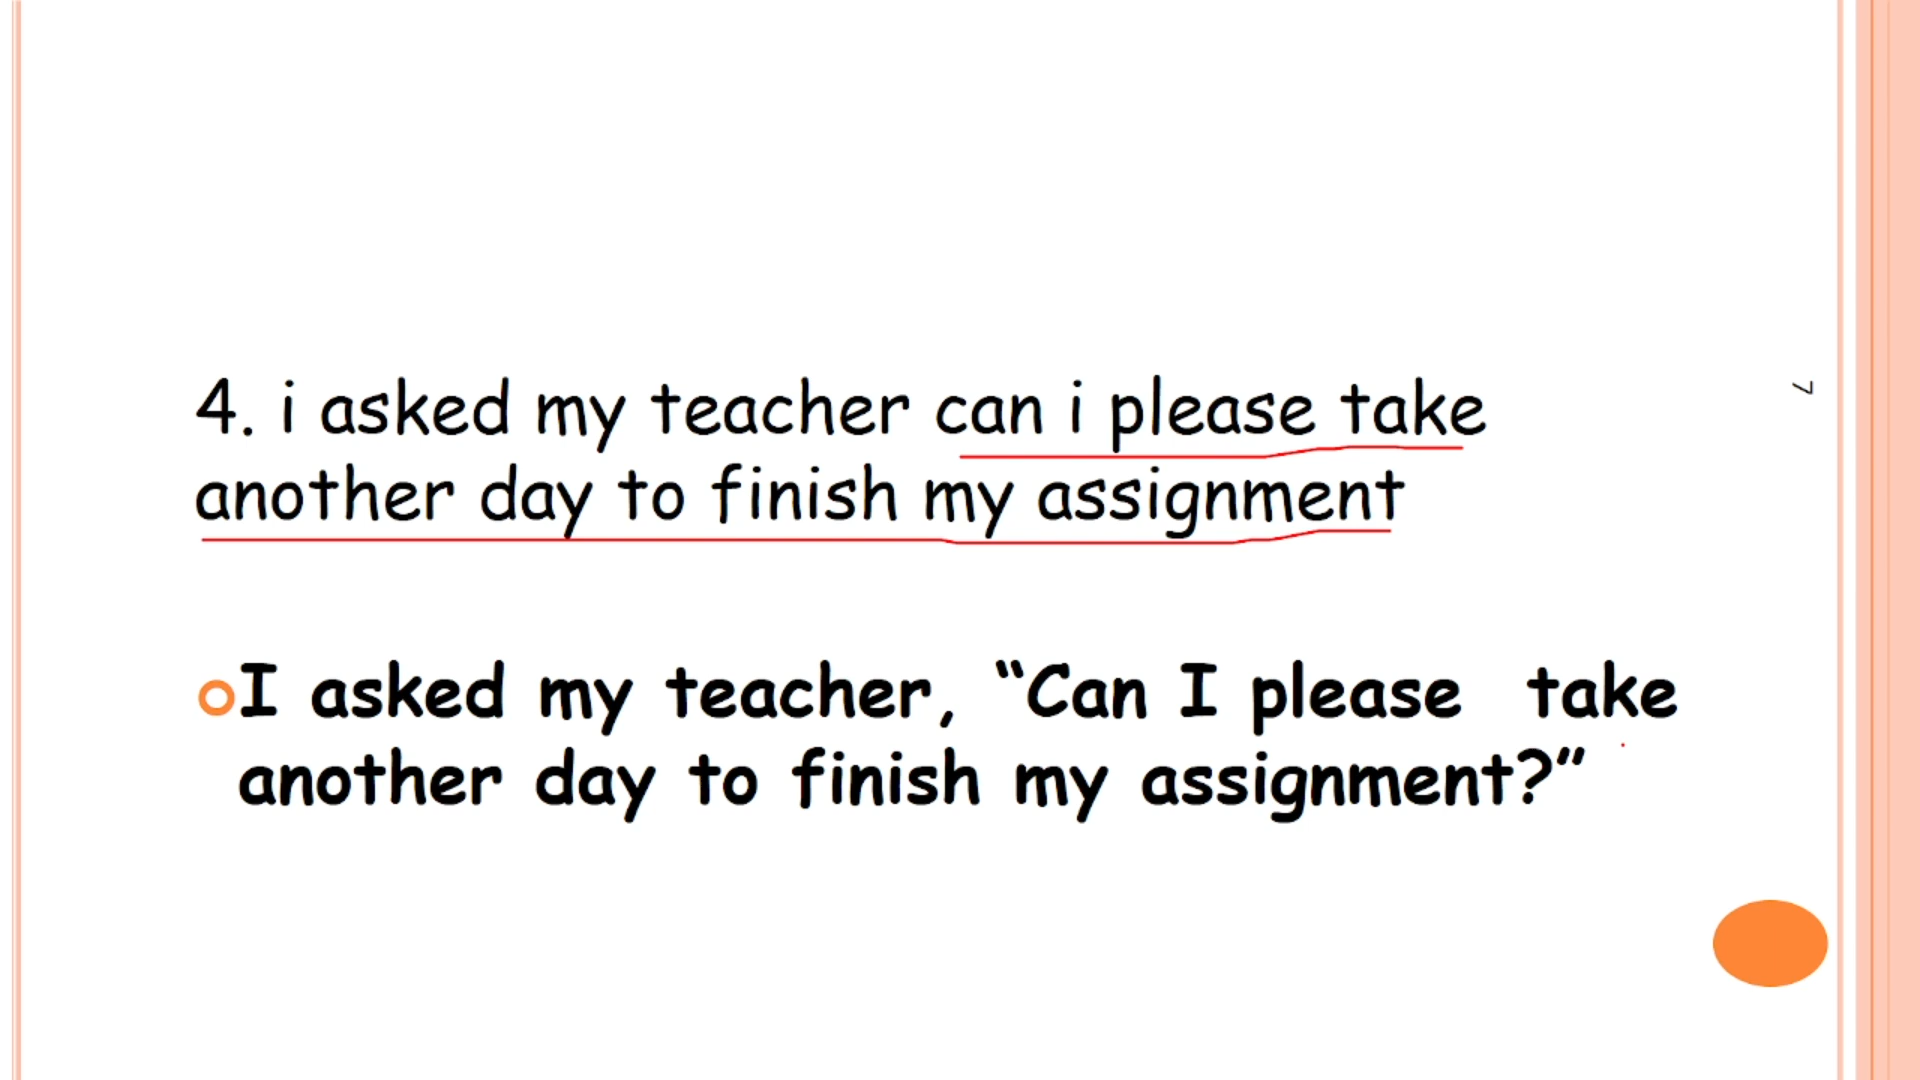 4. i asked my teacher can i please take
another day to finish my assignment
7
I asked my teacher, “Can I please take
another day to finish my assignment?”